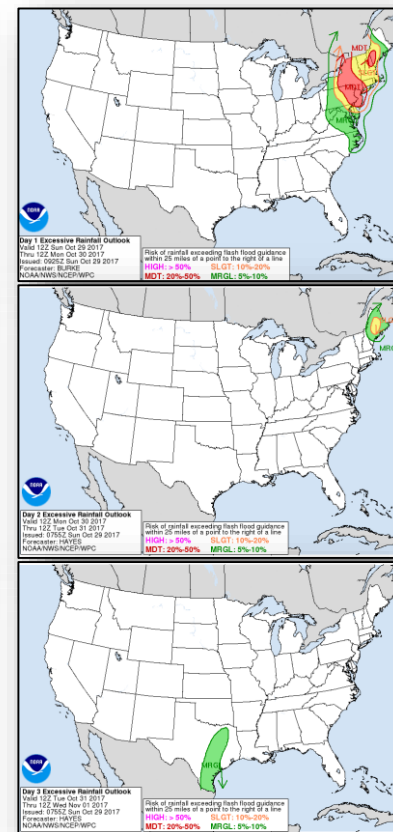 MDT
SLGT
MDT
MRGL
NOAA
Day 1 Excessive Rainfall Outlook
Valid 12Z Sun Oct 29 2017
Thru 12Z Mon Oct 30 2017
Issued: 0925Z Sun Oct 29 2017
Forecaster: BURKE
NOAA/NWS/NCEP/WPC
Risk of rainfall exceeding flash flood guidance
within 25 miles of a point to the right of a line
HIGH: > 50% SLGT: 10%-20%
MDT: 20%-50% MRGL: 5%-10%
MRG
NOAA
Day 2 Excessive Rainfall Outlook
Valid 12Z Mon Oct 30 2017
Thru 12Z Tue Oct 31 2017
Issued: 0755Z Sun Oct 29 2017
Forecaster: HAYES
NOAA/NWS/NCEP/WPC
Risk of rainfall exceeding flash flood guidance
within 25 miles of a point to the right of a line
HIGH: > 50% SLGT: 10%-20%
MDT: 20%-50% MRGL: 5%-10%
MRGL
NOAA
Day 3 Excessive Rainfall Outlook
Valid 12Z Tue Oct 31 2017
Thru 12Z Wed Nov 01 2017
Issued: 0755Z Sun Oct 29 2017
Forecaster: HAYES
NOAA/NWS/NCEP/WPC
Risk of rainfall exceeding flash flood guidance
within 25 miles of a point to the right of a line
HIGH: > 50% SLGT: 10%-20%
MDT: 20%-50% MRGL: 5%-10%